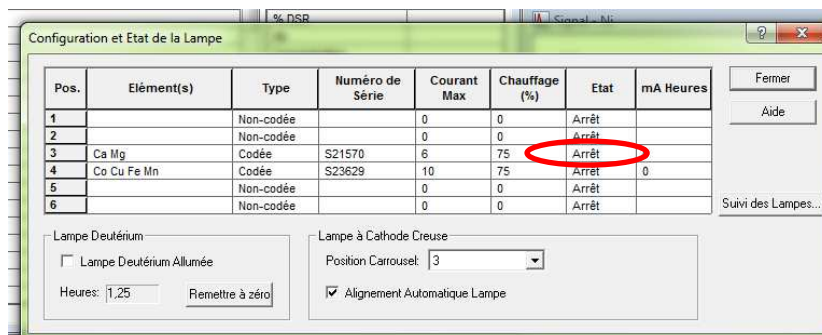 % DSR
Signal - Ni
Configuration et Etat de la Lampe
Pos. Elément(s) Type Numéro de Série Courant Max Chauffage (%) Etat mA Heures
Fermer
1 Non-codée 0 0 Arrêt
Aide
2 Non-codée 0 0 Arrêt
3 Ca Mg Codée S21570 6 75 Arrêt
4 Co Cu Fe Mn Codée S23629 10 75 Arrêt 0
5 Non-codée 0 0 Arrêt
6 Non-codée 0 0 Arrêt
Suivi des Lampes...
Lampe Deutérium
Lampe Deutérium Allumée
Heures: 1,25 Remettre à zéro
Lampe à Cathode Creuse
Position Carrousel: 3
Alignement Automatique Lampe